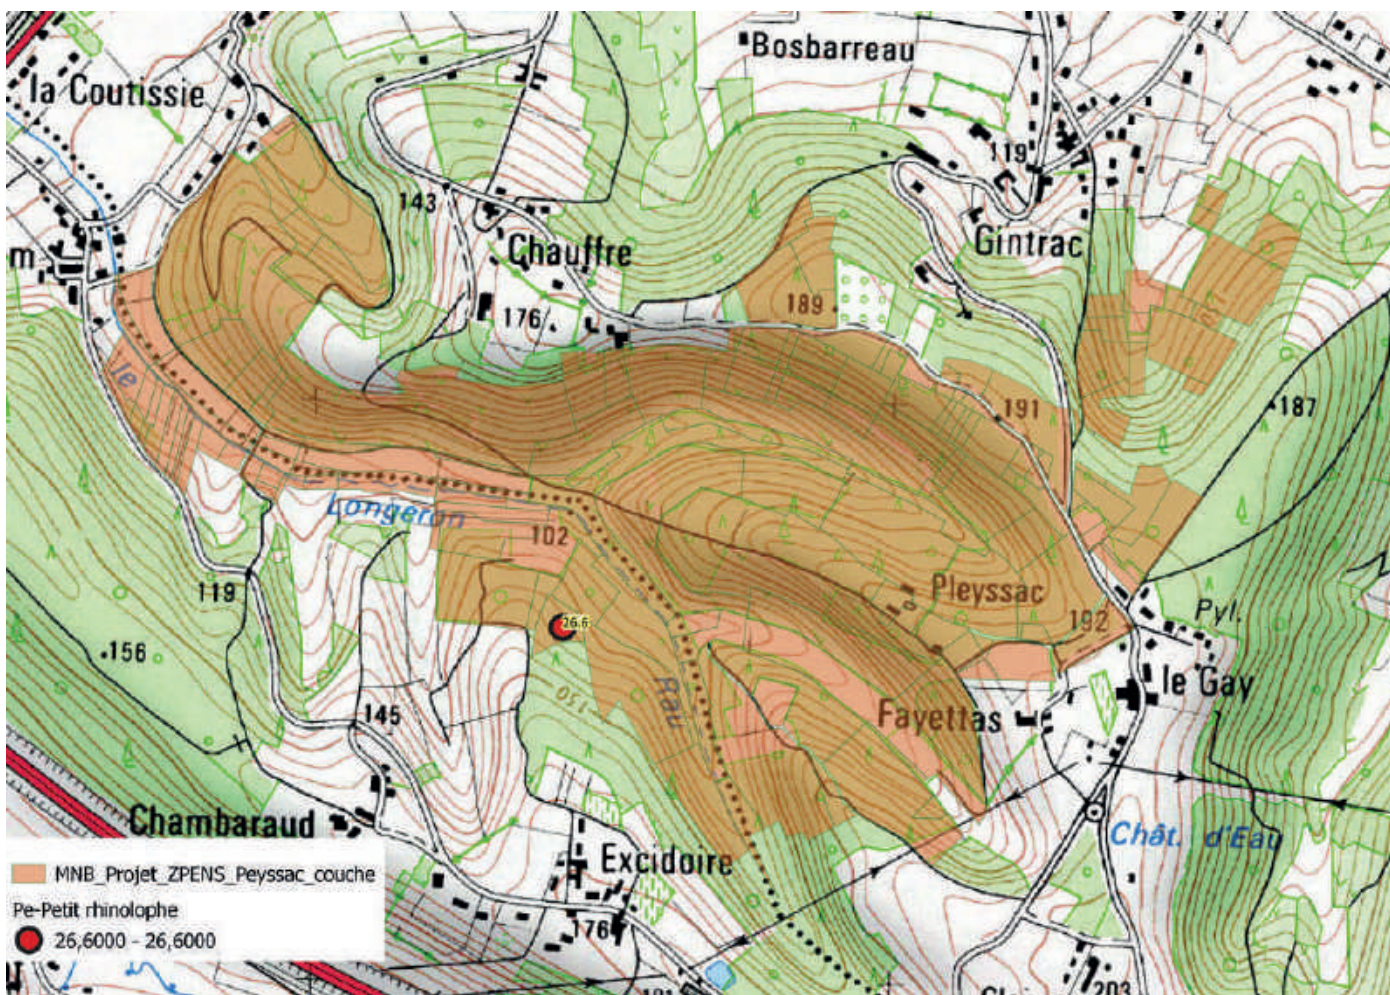 Bosbarreau
la Coutissie
119
143
Gintrac
m
Chauffre
189
176
le
191
187
Longeron
102
Pleyssac
119
192
Pyl.
26.6
156
le Gay
150
Rau
Fayettas
145
Chambaraud
Chât. d'Eau
Excidoire
MNB_Projet_ZPENS_Peyssac_couche
Pe-Petit rhinolophe
176
26,6000 - 26,6000
203